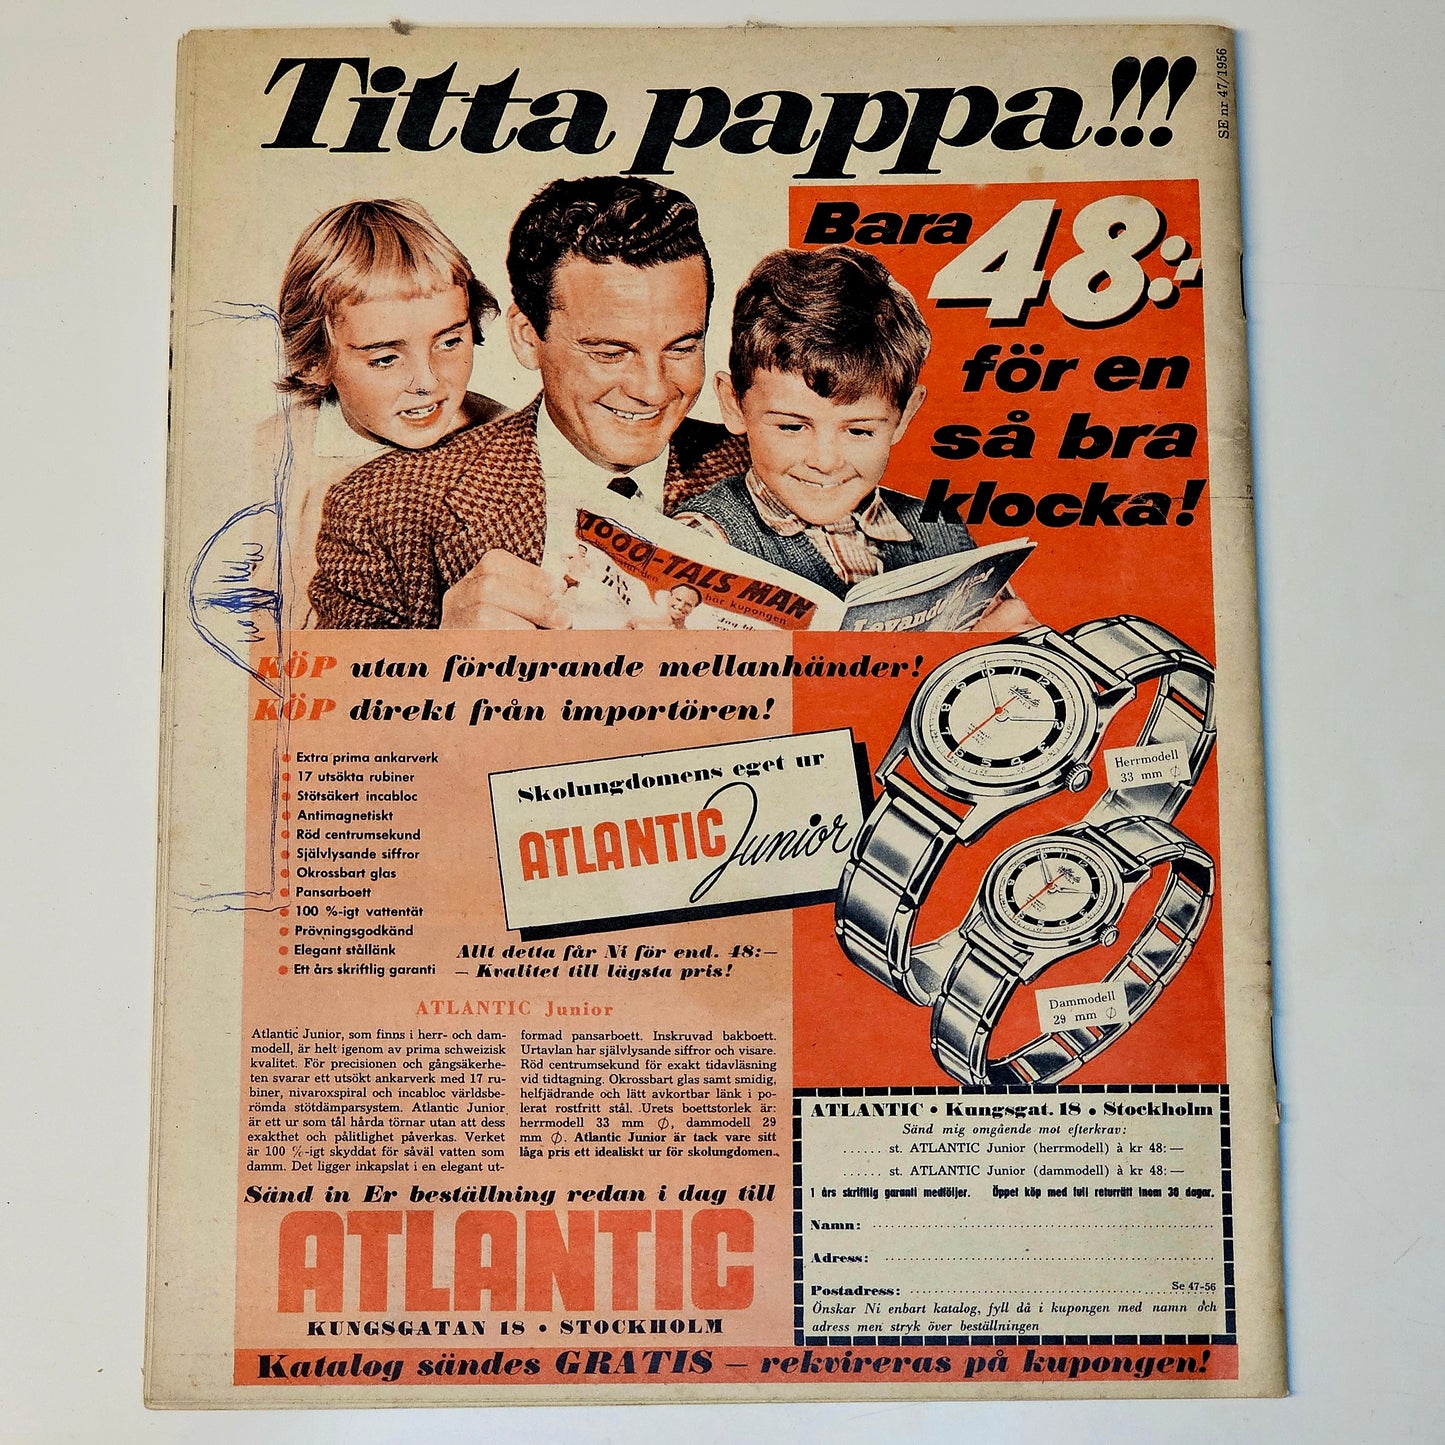 Titta pappa!!!
SE nr 47/1956
Bara 48:-
för en
så bra
klocka!
1000-TALS MÄN
här kupongen
Levande
KÖP utan fördyrande mellanhänder!
KÖP direkt från importören!
Extra prima ankarverk
17 utsökta rubiner
Stötsäkert incabloc
Antimagnetiskt
Röd centrumsekund
Självlysande siffror
Okrossbart glas
Pansarboett
100 %-igt vattentät
Prövningsgodkänd
Elegant stållänk
Ett års skriftlig garanti
Skolungdomens eget ur
ATLANTIC Junior
Herrmodell
33 mm ∅
Dammodell
29 mm ∅
Allt detta får Ni för end. 48:—
— Kvalitet till lägsta pris!
ATLANTIC Junior
Atlantic Junior, som finns i herr- och dam-
modell, är helt igenom av prima schweizisk
kvalitet. För precisionen och gångsäkerhe-
ten svarar ett utsökt ankarverk med 17 ru-
biner, nivaroxspiral och incabloc världsbe-
römda stötdämparsystem. Atlantic Junior
är ett ur som tål hårda törnar utan att dess
exakthet och pålitlighet påverkas. Verket
är 100 %-igt skyddat för såväl vatten som
damm. Det ligger inkapslat i en elegant ut-
formad pansarboett. Inskruvad bakboett.
Urtavlan har självlysande siffror och visare.
Röd centrumsekund för exakt tidavläsning
vid tidtagning. Okrossbart glas samt smidig,
helfjädrande och lätt avkortbar länk i po-
lerat rostfritt stål. Urets boettstorlek är:
herrmodell 33 mm ∅, dammodell 29
mm ∅. Atlantic Junior är tack vare sitt
låga pris ett idealiskt ur för skolungdomen.
Sänd in Er beställning redan i dag till
ATLANTIC
KUNGSGATAN 18 • STOCKHOLM
ATLANTIC • Kungsgat. 18 • Stockholm
Sänd mig omgående mot efterkrav:
...... st. ATLANTIC Junior (herrmodell) à kr 48:—
...... st. ATLANTIC Junior (dammodell) à kr 48:—
1 års skriftlig garanti medföljer. Öppet köp med full returrätt inom 30 dagar.
Namn:
Adress:
Postadress:
Se 47-56
Önskar Ni enbart katalog, fyll då i kupongen med namn och
adress men stryk över beställningen
Katalog sändes GRATIS — rekvireras på kupongen!